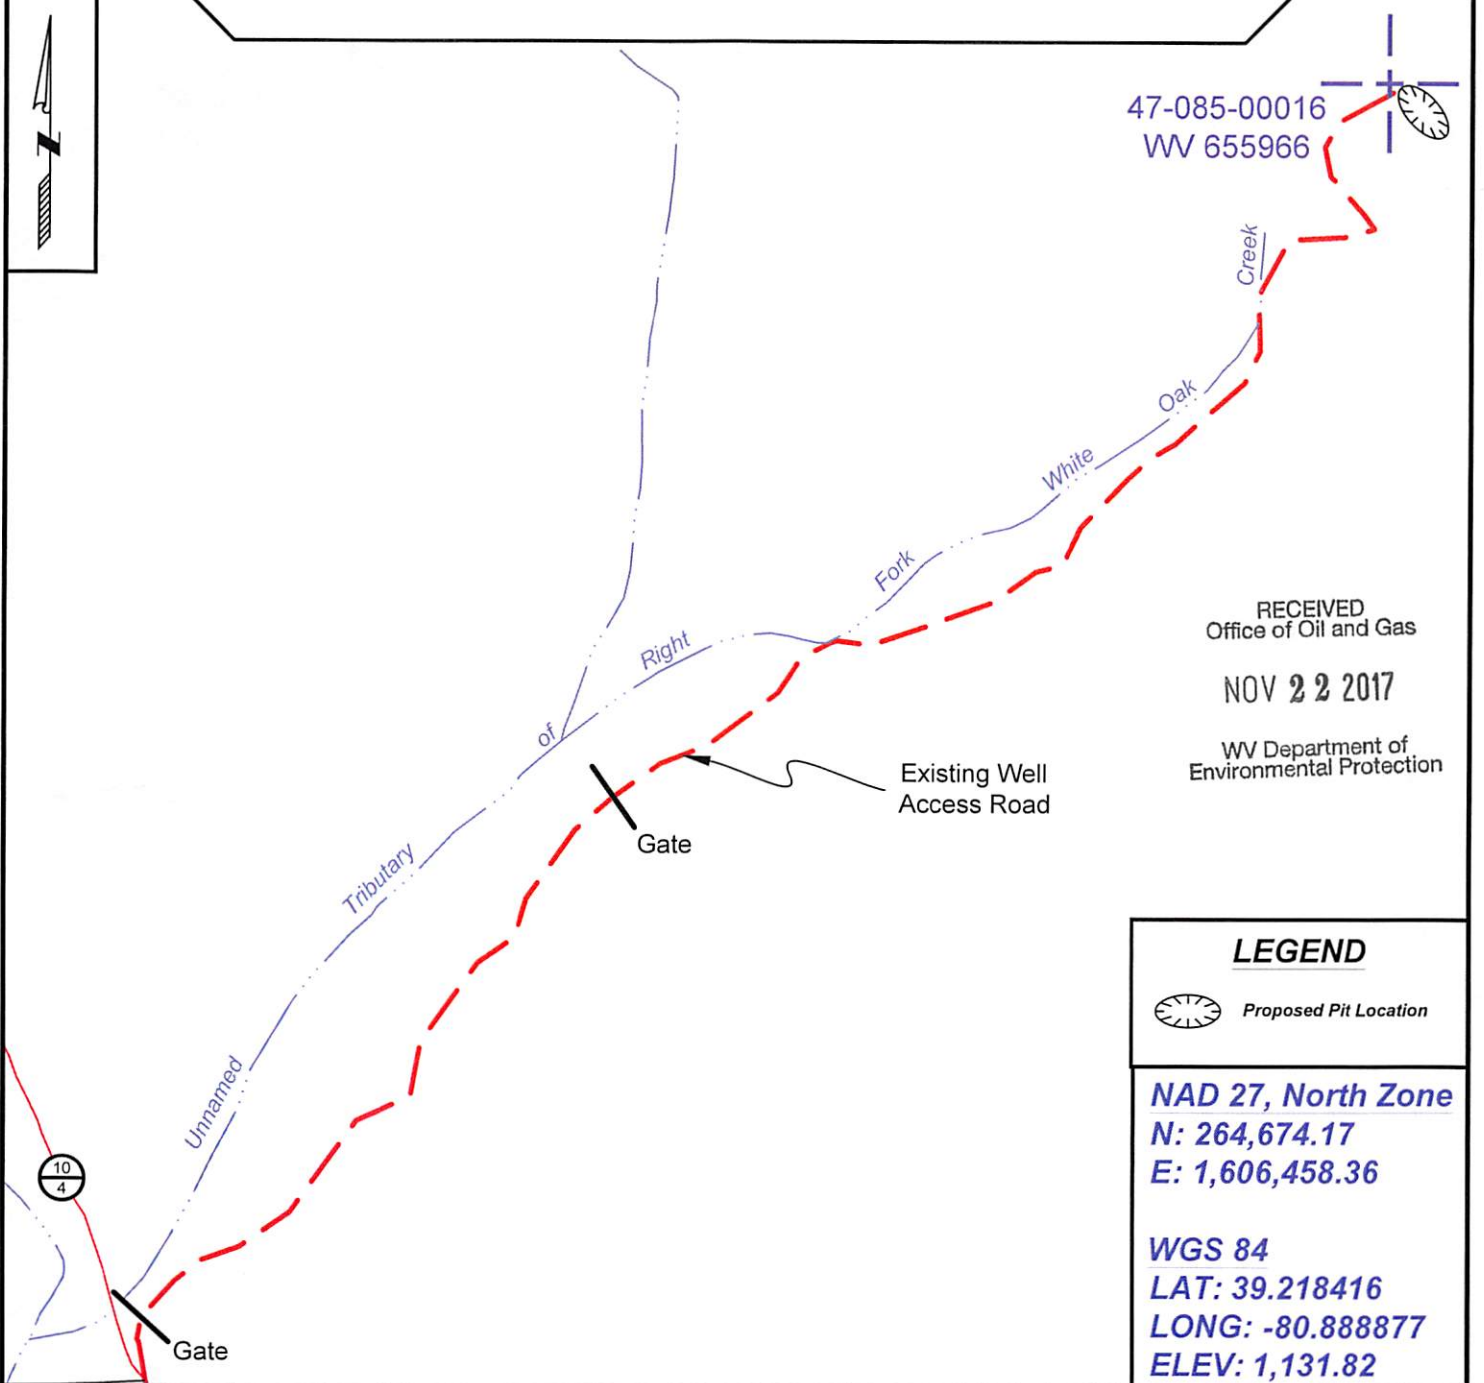 N
47-085-00016
WV 655966
Unnamed Tributary of Right Fork White Oak Creek
RECEIVED
Office of Oil and Gas
NOV 22 2017
WV Department of
Environmental Protection
Existing Well
Access Road
Gate
10
4
Gate
LEGEND
Proposed Pit Location
NAD 27, North Zone
N: 264,674.17
E: 1,606,458.36
WGS 84
LAT: 39.218416
LONG: -80.888877
ELEV: 1,131.82